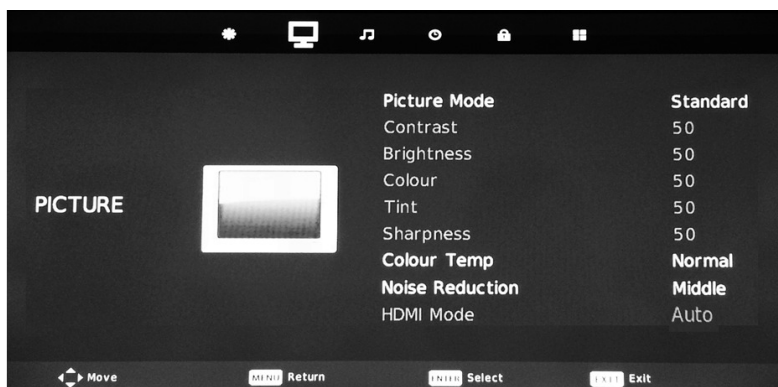 Picture Mode Standard
Contrast 50
Brightness 50
Colour 50
PICTURE
Tint 50
Sharpness 50
Colour Temp Normal
Noise Reduction Middle
HDMI Mode Auto
Move MENU Return ENTER Select EXIT Exit